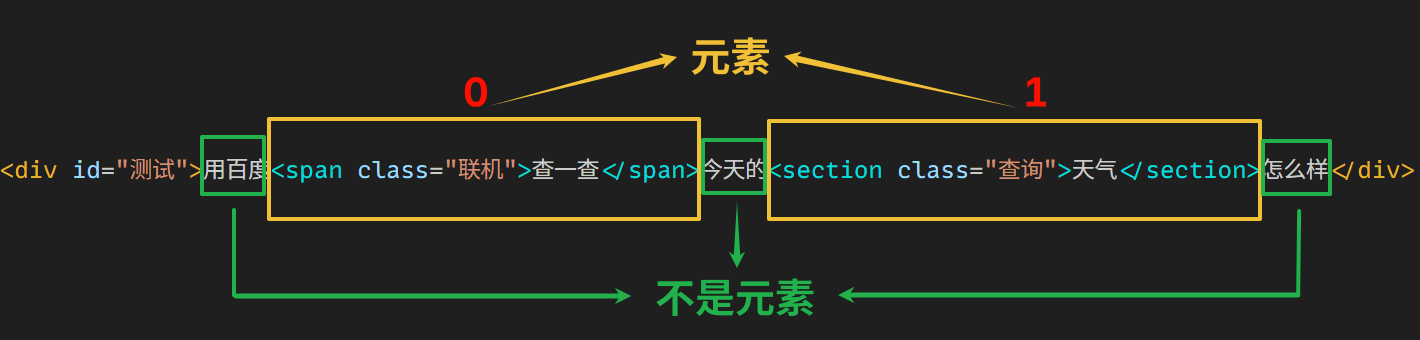 元素
0 1
<div id="测试">用百度<span class="联机">查一查</span>今天的<section class="查询">天气</section>怎么样</div>
不是元素